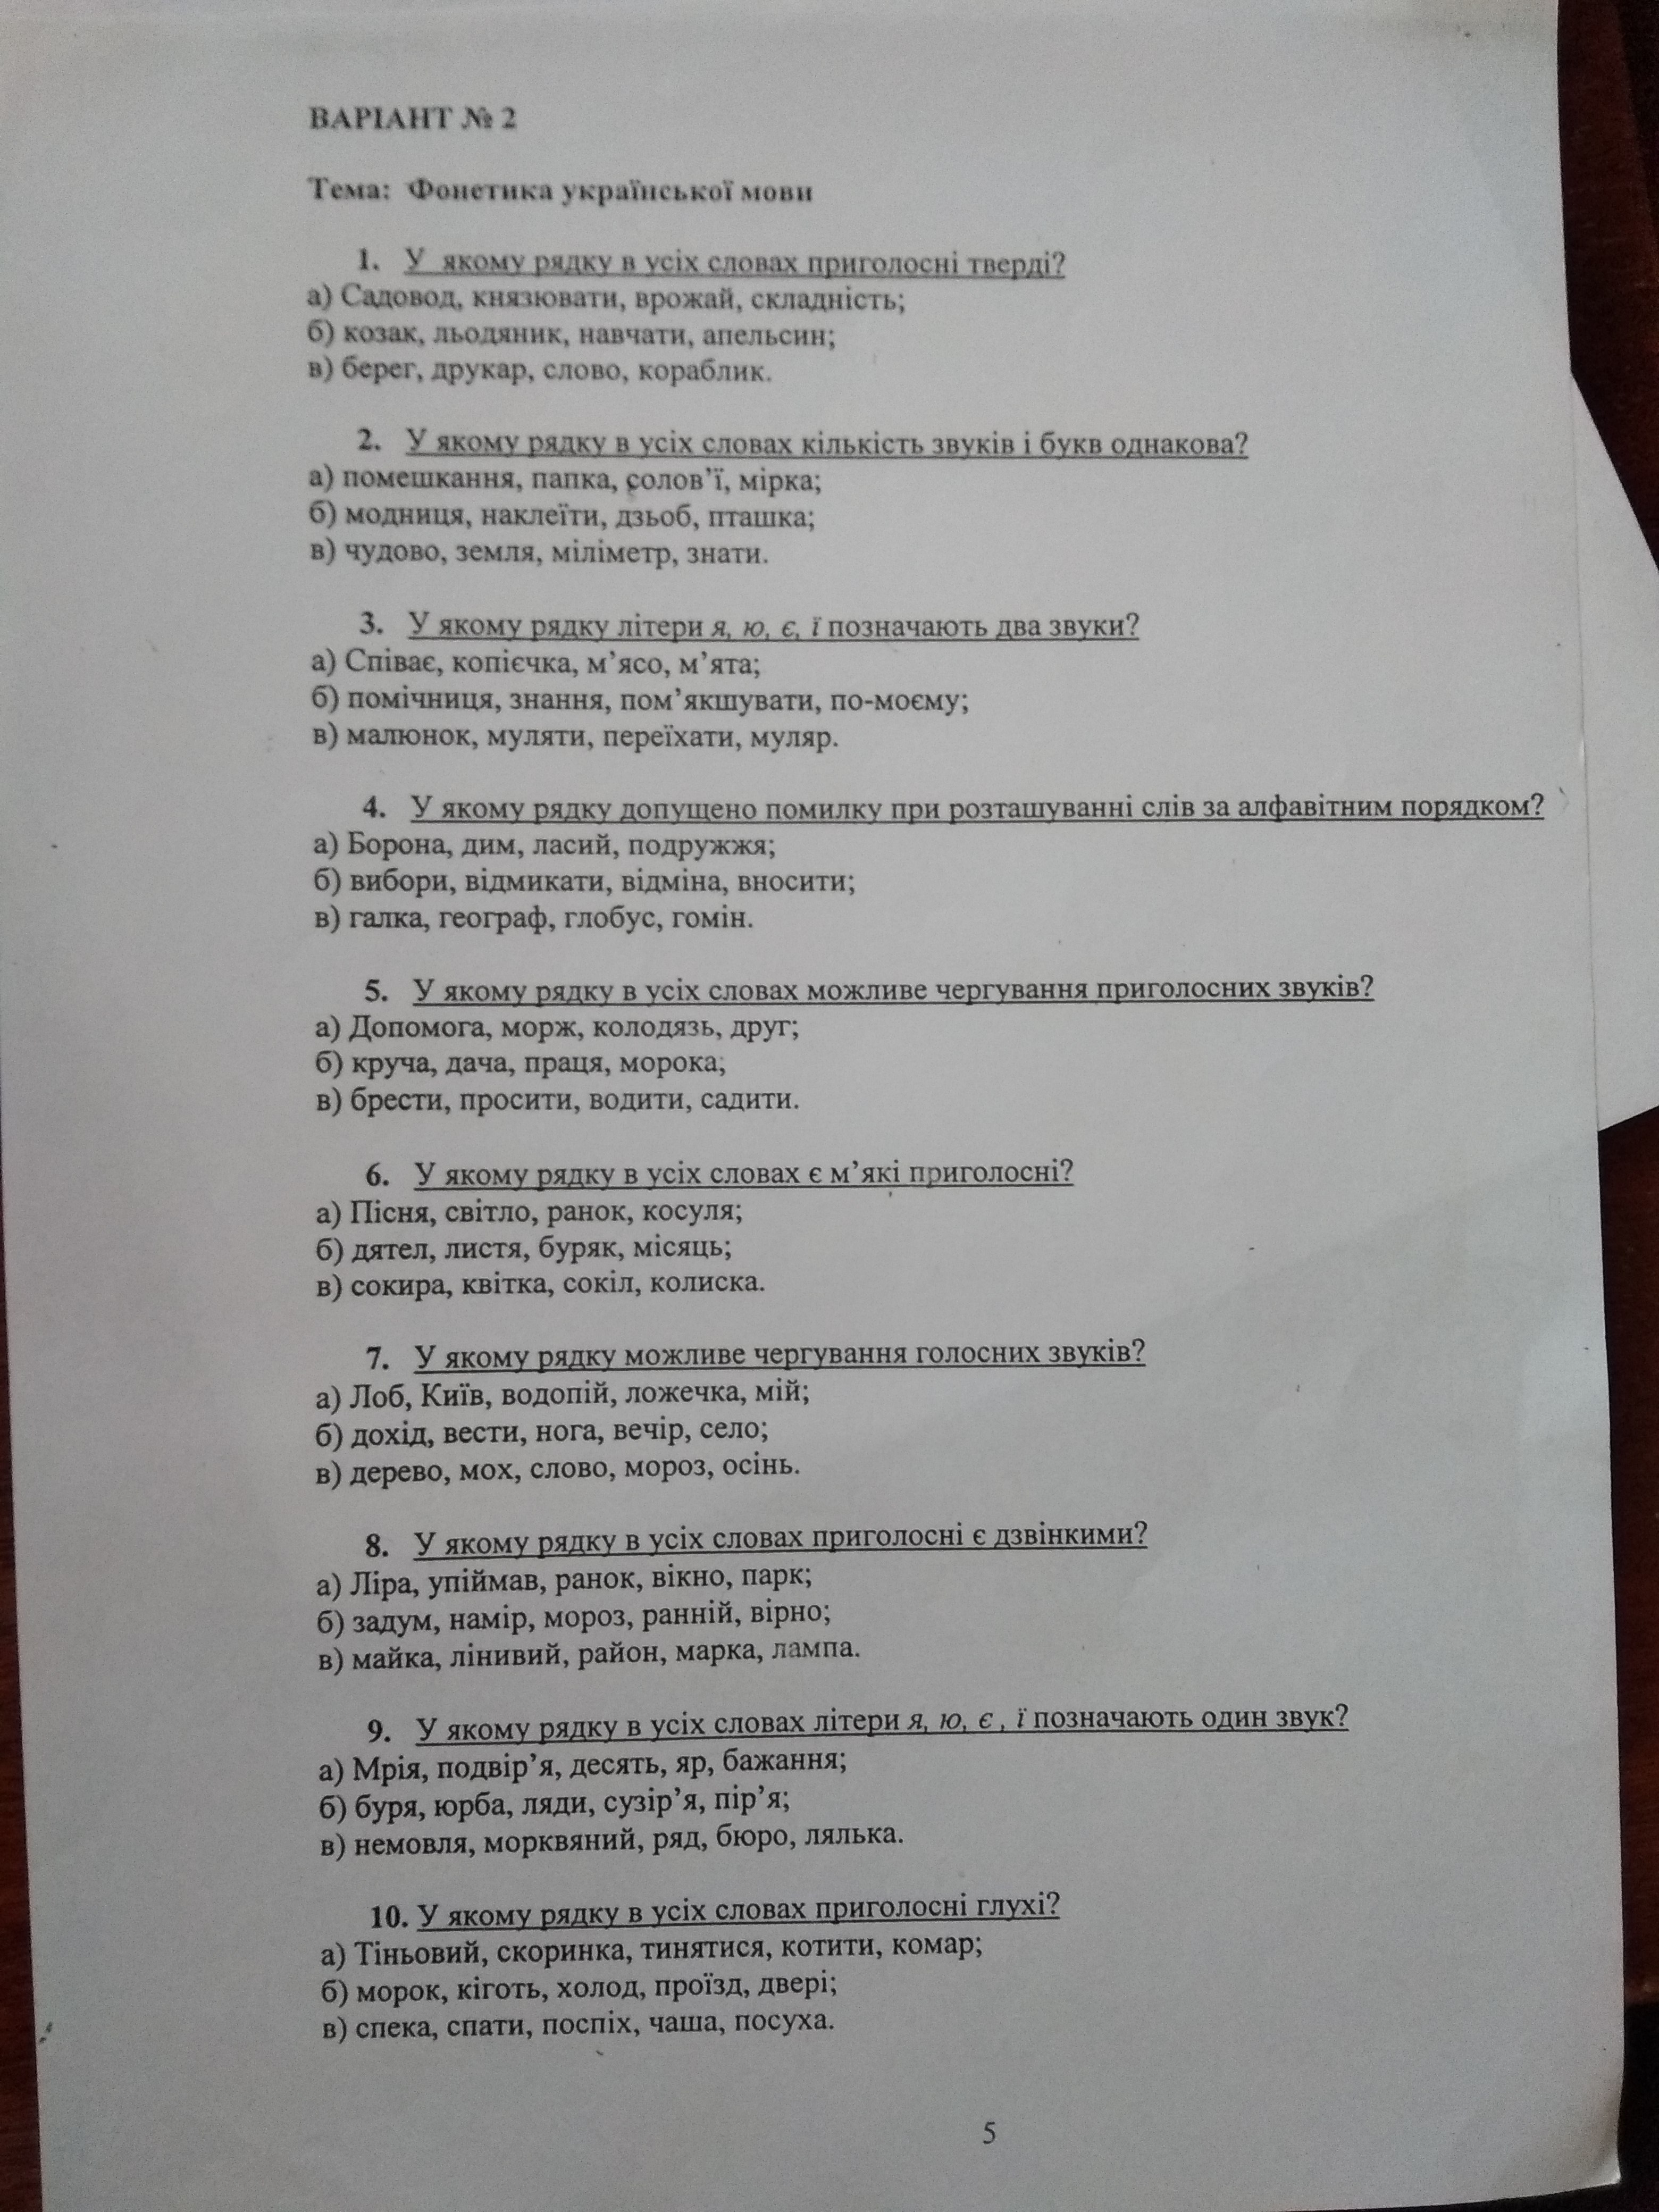 ВАРІАНТ № 2
Тема: Фонетика української мови
1. У якому рядку в усіх словах приголосні тверді?
а) Садовод, князювати, врожай, складність;
б) козак, льодяник, навчати, апельсин;
в) берег, друкар, слово, кораблик.
2. У якому рядку в усіх словах кількість звуків і букв однакова?
а) помешкання, папка, солов’ї, мірка;
б) модниця, наклеїти, дзьоб, пташка;
в) чудово, земля, міліметр, знати.
3. У якому рядку літери я, ю, є, ї позначають два звуки?
а) Співає, копієчка, м’ясо, м’ята;
б) помічниця, знання, пом’якшувати, по-моєму;
в) малюнок, муляти, переїхати, муляр.
4. У якому рядку допущено помилку при розташуванні слів за алфавітним порядком?
а) Борона, дим, ласий, подружжя;
б) вибори, відмикати, відміна, вносити;
в) галка, географ, глобус, гомін.
5. У якому рядку в усіх словах можливе чергування приголосних звуків?
а) Допомога, морж, колодязь, друг;
б) круча, дача, праця, морока;
в) брести, просити, водити, садити.
6. У якому рядку в усіх словах є м’які приголосні?
а) Пісня, світло, ранок, косуля;
б) дятел, листя, буряк, місяць;
в) сокира, квітка, сокіл, колиска.
7. У якому рядку можливе чергування голосних звуків?
а) Лоб, Київ, водопій, ложечка, мій;
б) дохід, вести, нога, вечір, село;
в) дерево, мох, слово, мороз, осінь.
8. У якому рядку в усіх словах приголосні є дзвінкими?
а) Ліра, упіймав, ранок, вікно, парк;
б) задум, намір, мороз, ранній, вірно;
в) майка, лінивий, район, марка, лампа.
9. У якому рядку в усіх словах літери я, ю, є , ї позначають один звук?
а) Мрія, подвір’я, десять, яр, бажання;
б) буря, юрба, ляди, сузір’я, пір’я;
в) немовля, морквяний, ряд, бюро, лялька.
10. У якому рядку в усіх словах приголосні глухі?
а) Тіньовий, скоринка, тинятися, котити, комар;
б) морок, кіготь, холод, проїзд, двері;
в) спека, спати, поспіх, чаша, посуха.
5